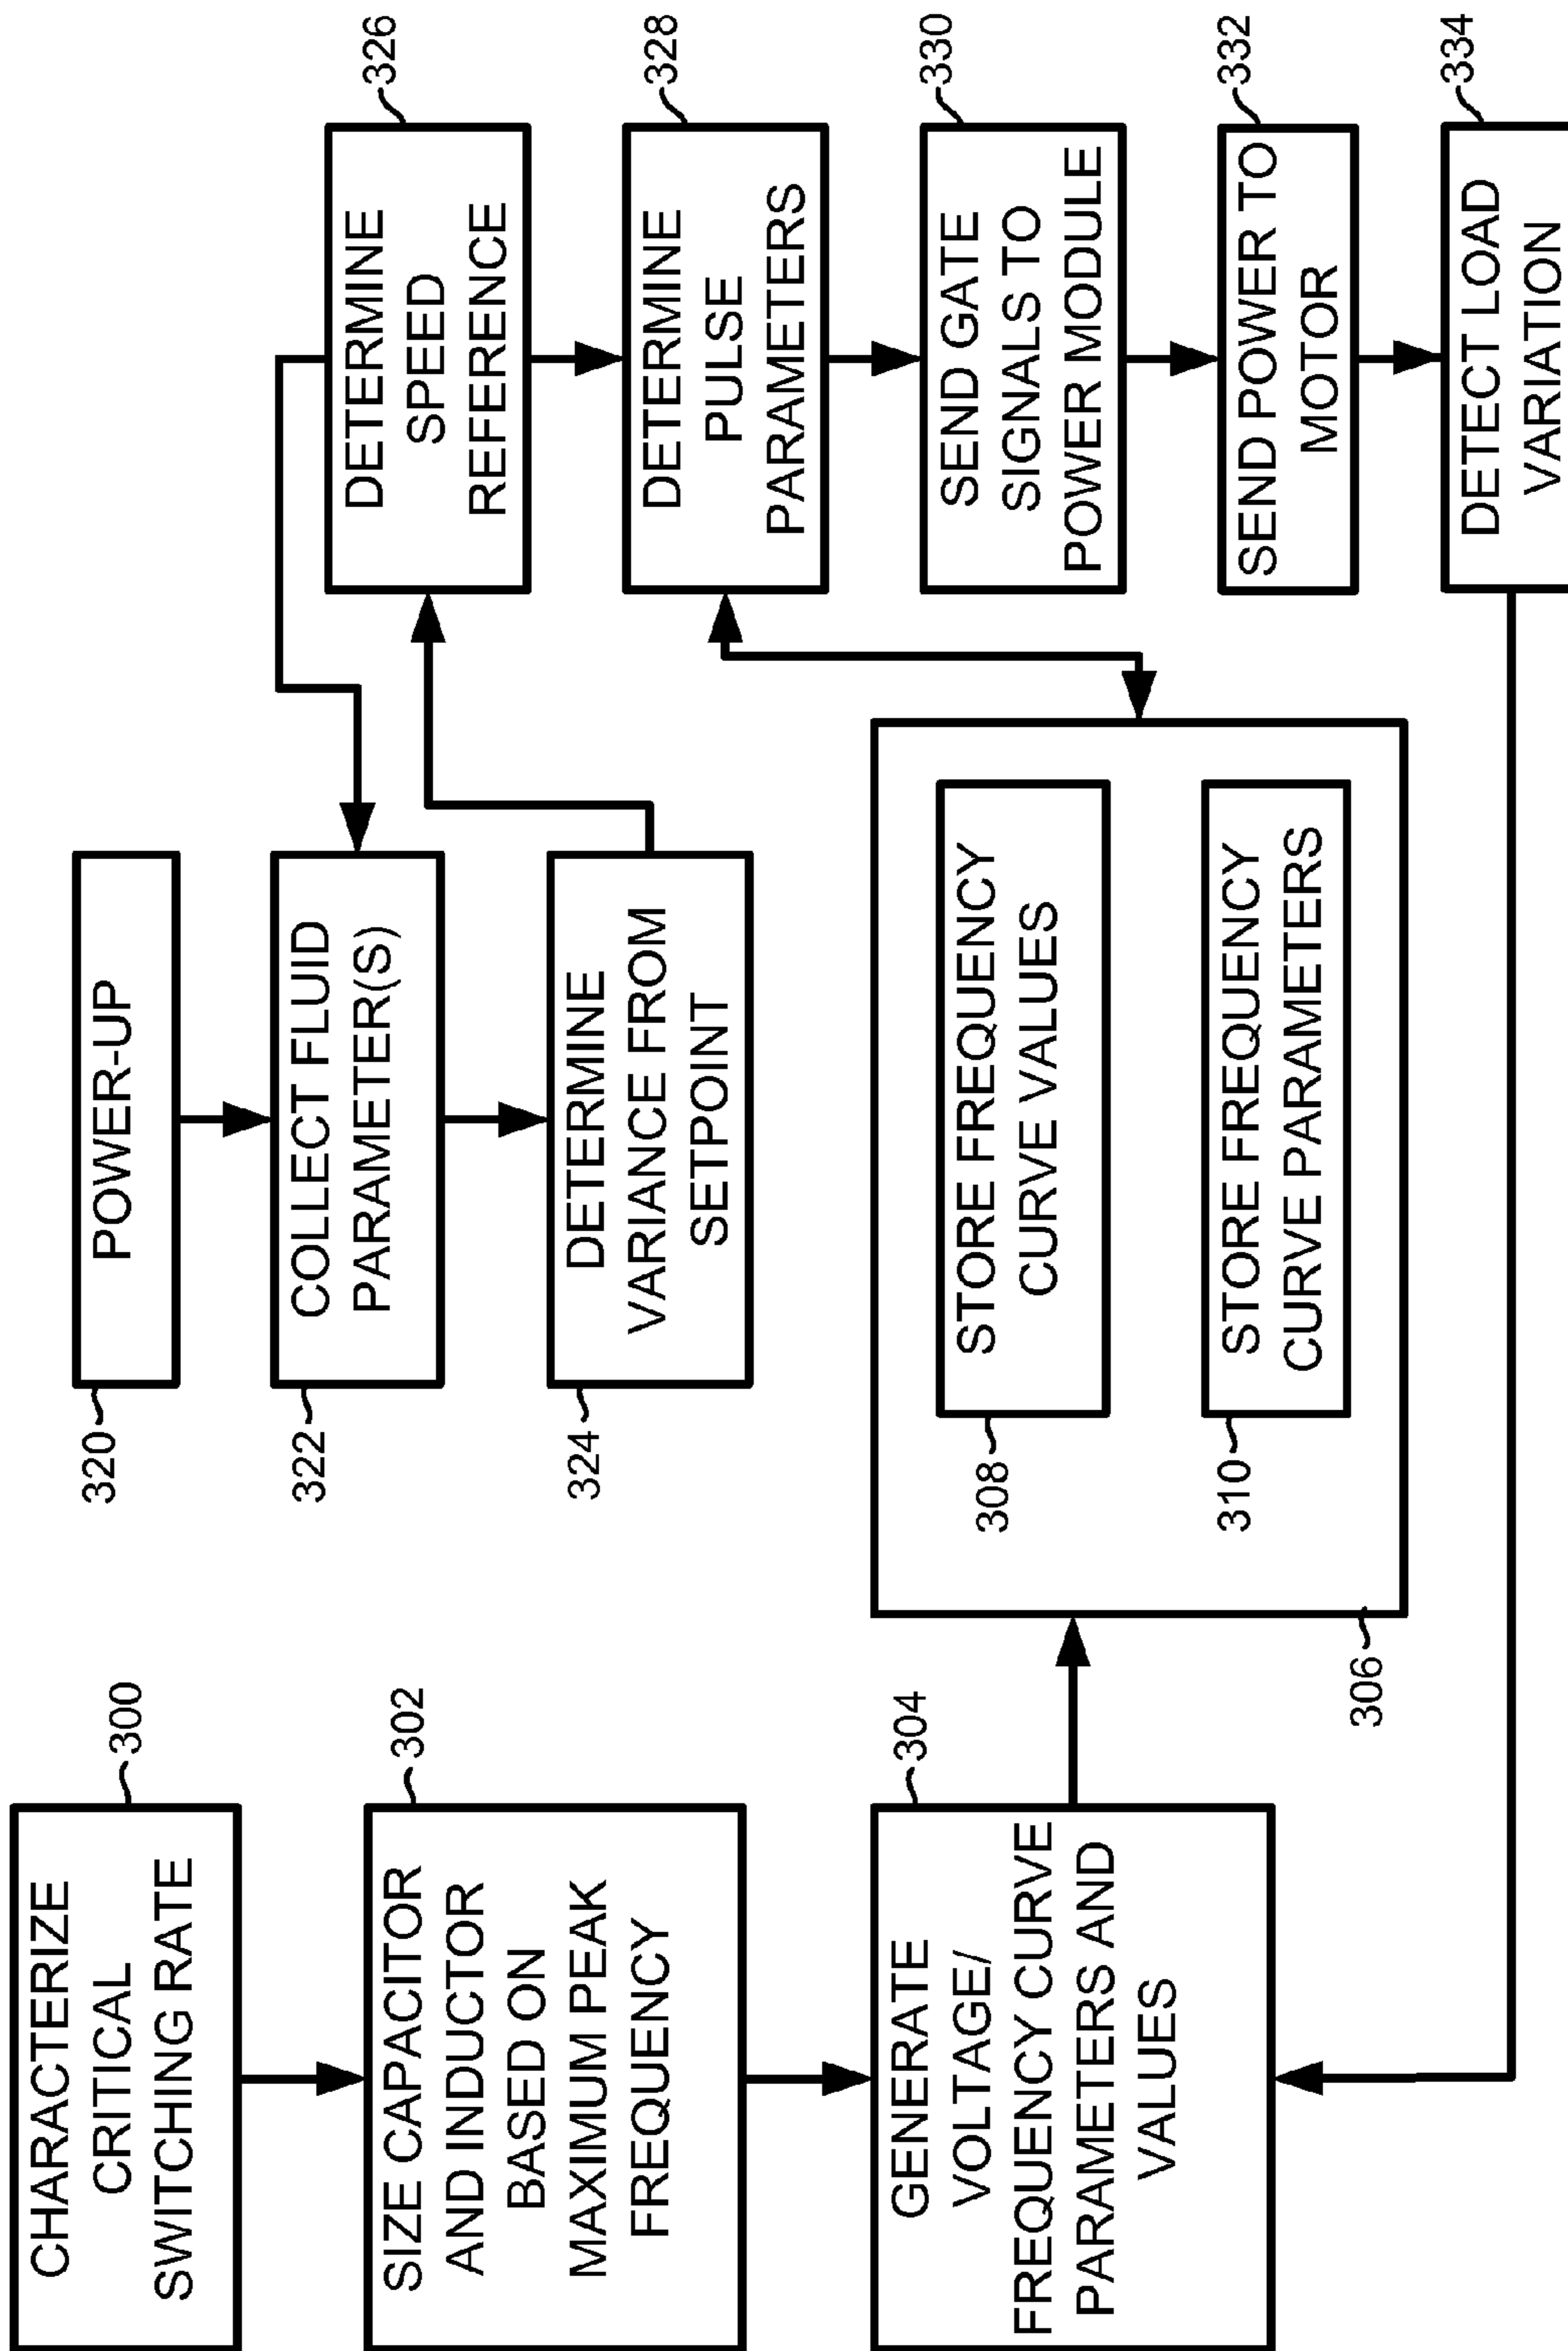 CHARACTERIZE
CRITICAL
SWITCHING RATE
300
SIZE CAPACITOR
AND INDUCTOR
BASED ON
MAXIMUM PEAK
FREQUENCY
302
GENERATE
VOLTAGE/
FREQUENCY CURVE
PARAMETERS AND
VALUES
304
306
STORE FREQUENCY
CURVE VALUES
308
STORE FREQUENCY
CURVE PARAMETERS
310
POWER-UP
320
COLLECT FLUID
PARAMETER(S)
322
DETERMINE
VARIANCE FROM
SETPOINT
324
DETERMINE
SPEED
REFERENCE
326
DETERMINE
PULSE
PARAMETERS
328
SEND GATE
SIGNALS TO
POWER MODULE
330
SEND POWER TO
MOTOR
332
DETECT LOAD
VARIATION
334